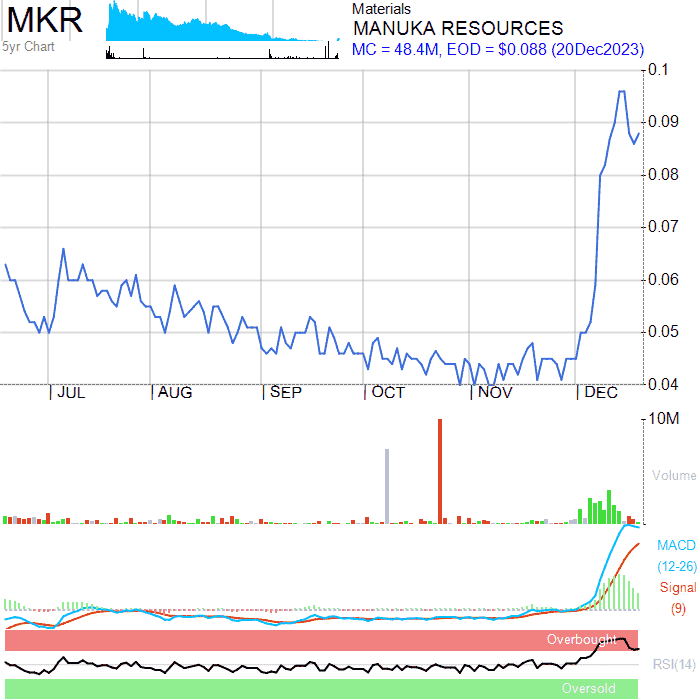 MKR
5yr Chart
Materials
MANUKA RESOURCES
MC = 48.4M, EOD = $0.088 (20Dec2023)
0.1
0.09
0.08
0.07
0.06
0.05
0.04
JUL
AUG
SEP
OCT
NOV
DEC
10M
Volume
MACD
(12-26)
Signal
(9)
Overbought
RSI(14)
Oversold